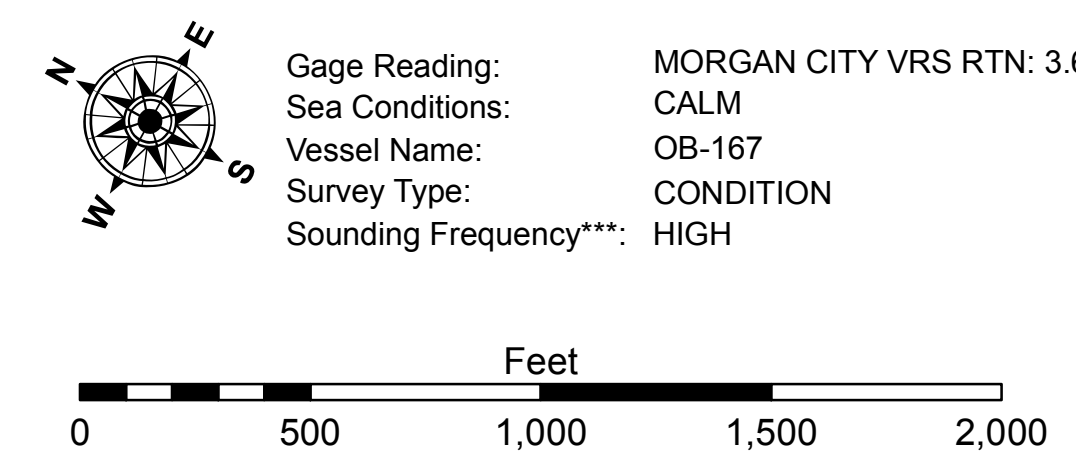 N
E
S
W
Gage Reading: MORGAN CITY VRS RTN: 3.6
Sea Conditions: CALM
Vessel Name: OB-167
Survey Type: CONDITION
Sounding Frequency***: HIGH
Feet
0 500 1,000 1,500 2,000